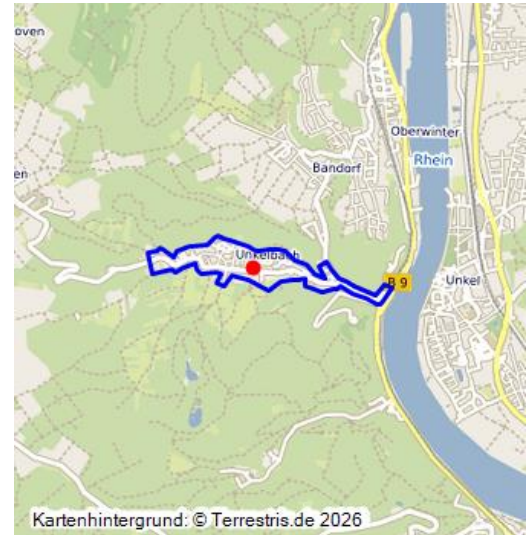 oven
Oberwinter
Rhein
Bandorf
en
Unkelbach
B 9
Unkel
Kartenhintergrund: © Terrestris.de 2026